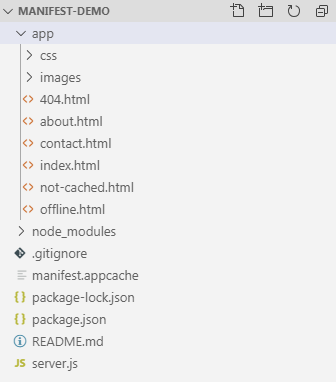 MANIFEST-DEMO
app
css
images
404.html
about.html
contact.html
index.html
not-cached.html
offline.html
node_modules
.gitignore
manifest.appcache
package-lock.json
package.json
README.md
JS server.js